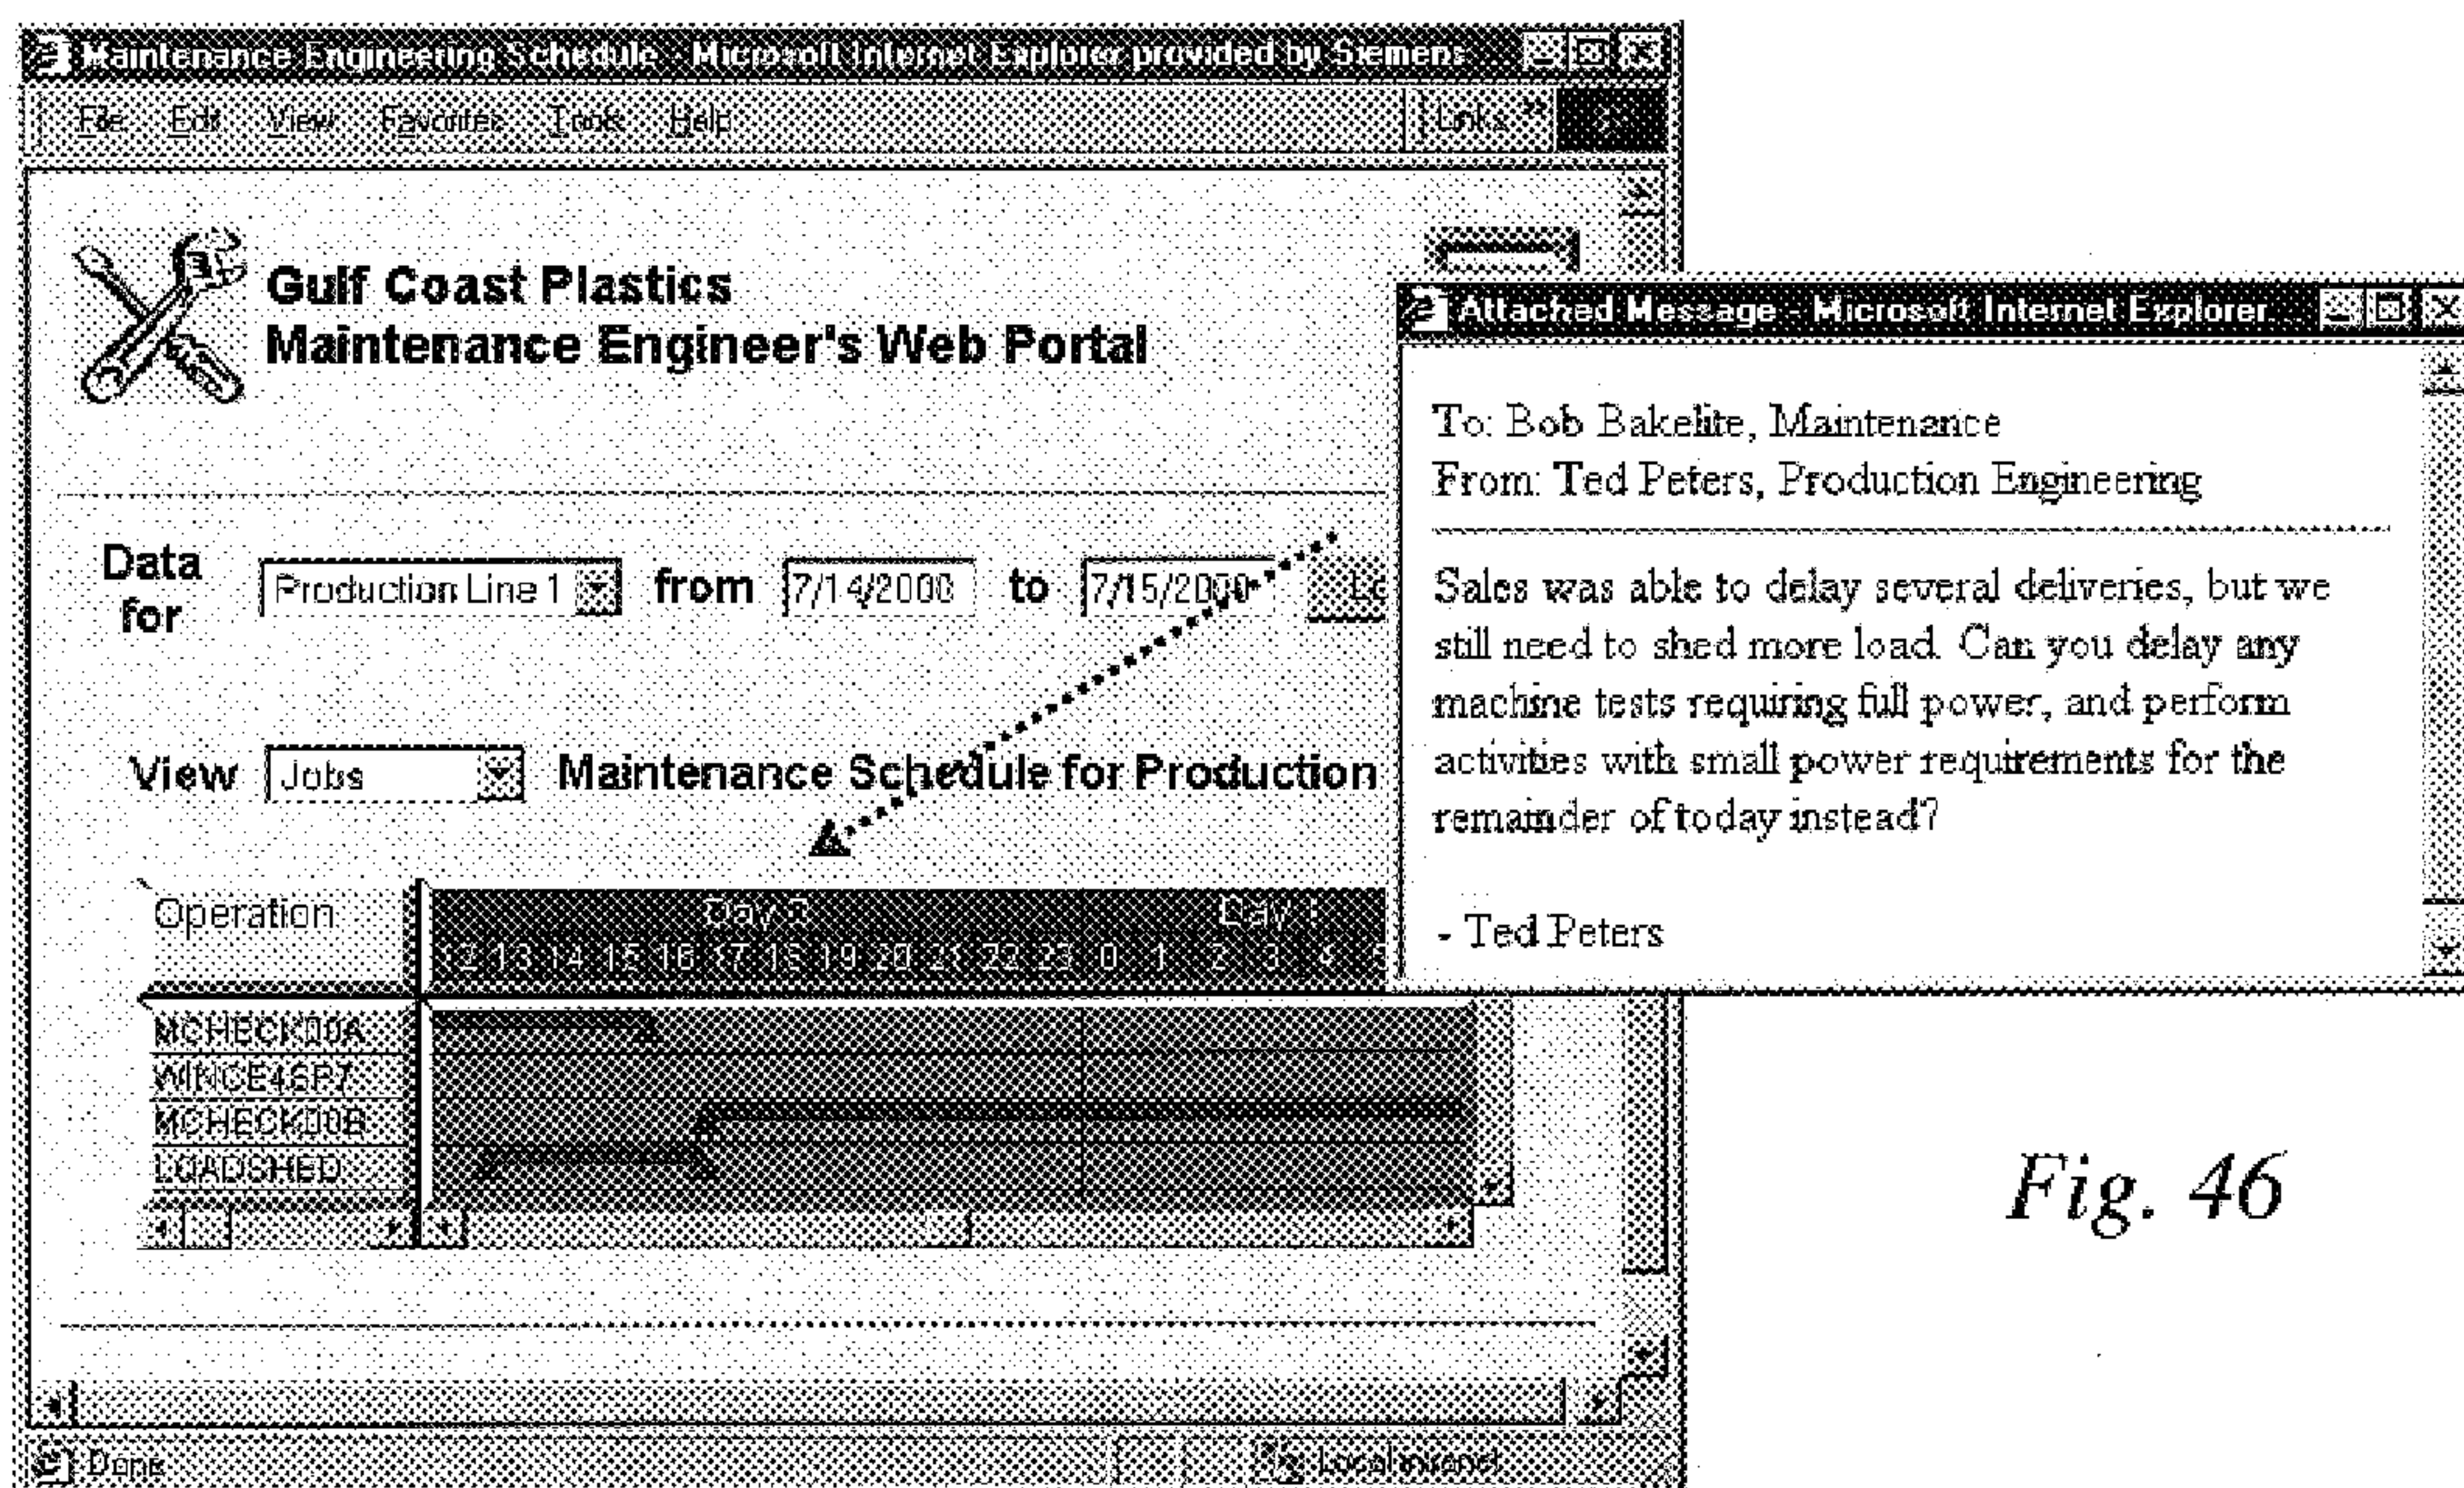 Maintenance Engineering Schedule - Microsoft Internet Explorer provided by Siemens
File Edit View Favorites Tools Help Links »
Gulf Coast Plastics
Maintenance Engineer's Web Portal
Data for Production Line 1 from 7/14/2000 to 7/15/2000
View Jobs Maintenance Schedule for Production
Operation
Day
Day
12 13 14 15 16 17 18 19 20 21 22 23 0 1 2 3 4
MCHECK00A
WINCE4SP7
MCHECK00B
LOADSHED
Done Local intranet
Attached Message - Microsoft Internet Explorer
To: Bob Bakelite, Maintenance
From: Ted Peters, Production Engineering
Sales was able to delay several deliveries, but we
still need to shed more load. Can you delay any
machine tests requiring full power, and perform
activities with small power requirements for the
remainder of today instead?
- Ted Peters
Fig. 46